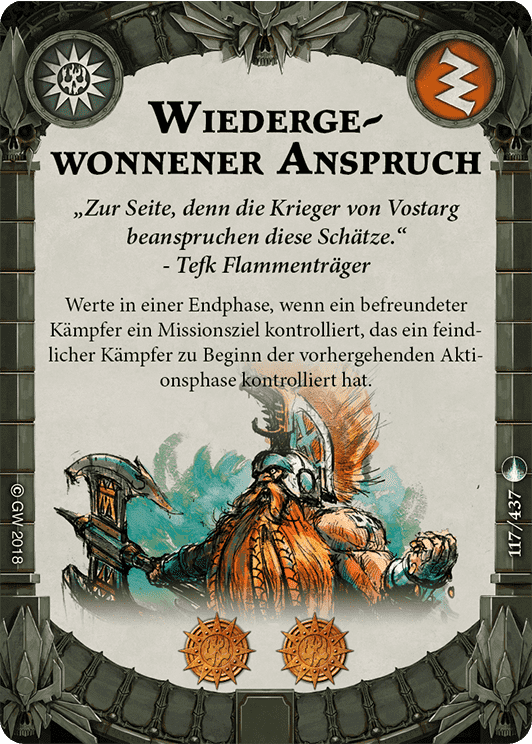 Wiederge-
wonnener Anspruch
„Zur Seite, denn die Krieger von Vostarg
beanspruchen diese Schätze.“
- Tefk Flammenträger
Werte in einer Endphase, wenn ein befreundeter
Kämpfer ein Missionsziel kontrolliert, das ein feind-
licher Kämpfer zu Beginn der vorhergehenden Akti-
onsphase kontrolliert hat.
© GW 2018
117/437